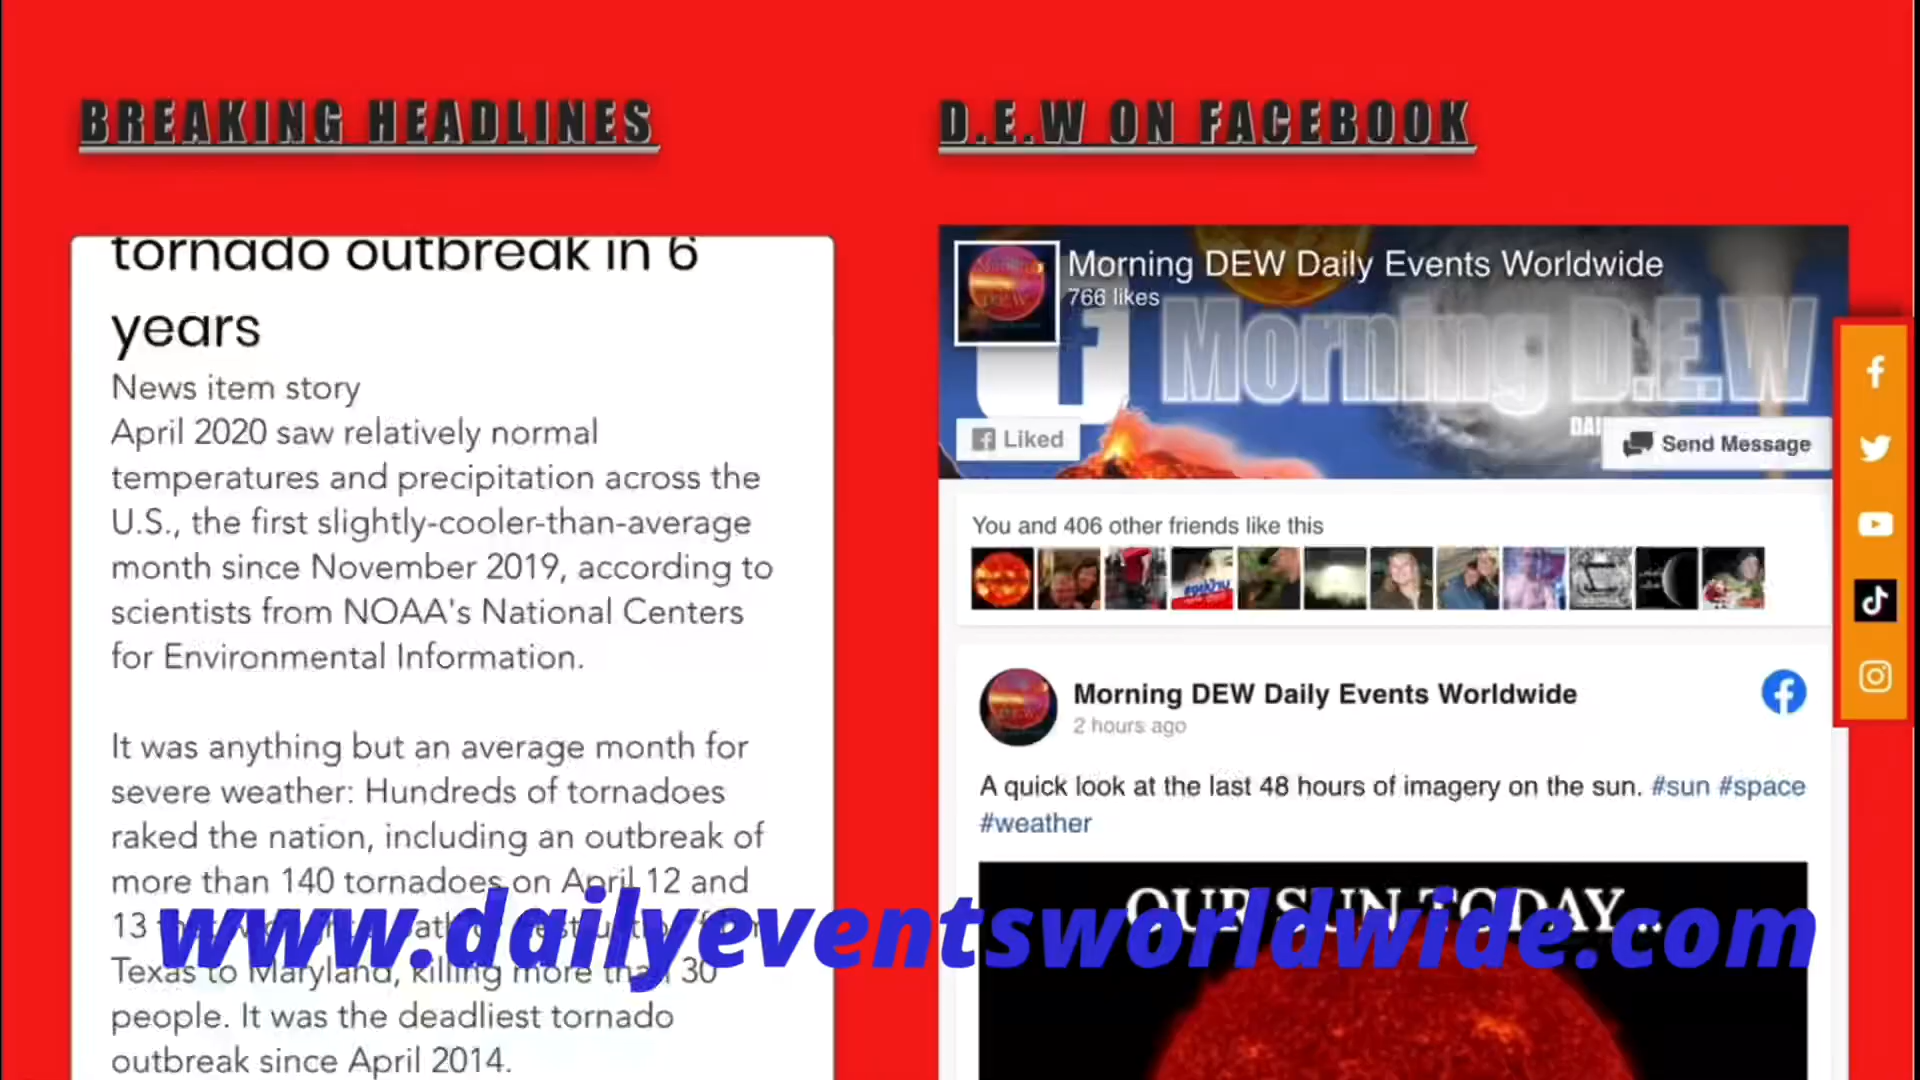 BREAKING HEADLINES
tornado outbreak in 6
years
News item story
April 2020 saw relatively normal
temperatures and precipitation across the
U.S., the first slightly-cooler-than-average
month since November 2019, according to
scientists from NOAA's National Centers
for Environmental Information.
It was anything but an average month for
severe weather: Hundreds of tornadoes
raked the nation, including an outbreak of
more than 140 tornadoes on April 12 and
13
Texas to Maryland, killing more than 30
people. It was the deadliest tornado
outbreak since April 2014.
D.E.W ON FACEBOOK
Morning DEW Daily Events Worldwide
766 likes
Morning D.E.W
Liked
Send Message
You and 406 other friends like this
Morning DEW Daily Events Worldwide
2 hours ago
A quick look at the last 48 hours of imagery on the sun. #sun #space
#weather
OUR SUN TODAY...
www.dailyeventsworldwide.com